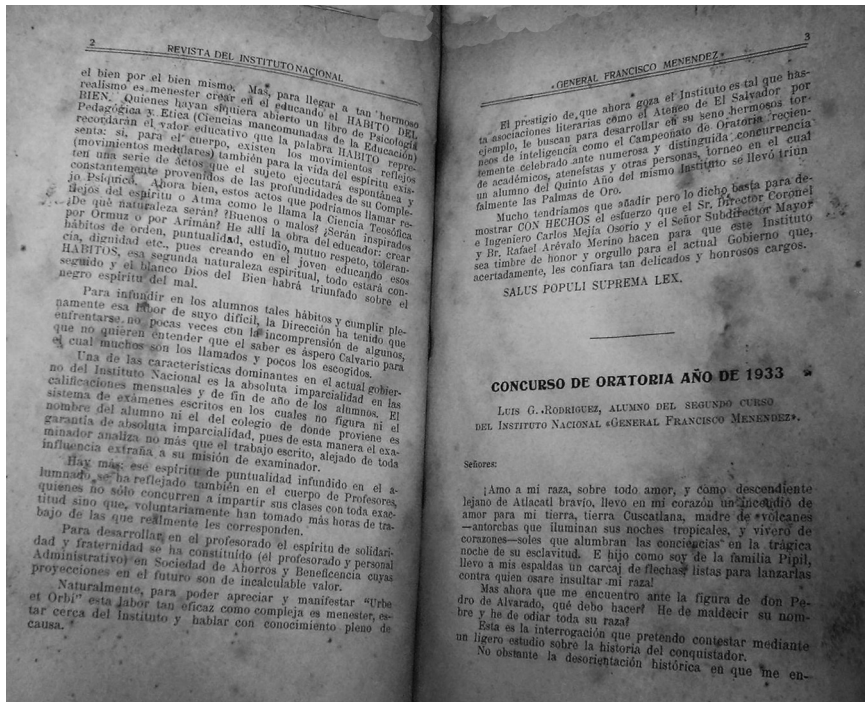 2
REVISTA DEL INSTITUTO NACIONAL
el bien por el bien mismo. Mas, para llegar a tan hermoso
realismo es menester crear en el educando el HABITO DEL
BIEN. Quienes hayan siquiera abierto un libro de Psicología
Pedagógica y Etica (Ciencias mancomunadas de la Educación)
recordarán el valor educativo que la palabra HABITO repre-
senta: si, para el cuerpo, existen los movimientos reflejos
(movimientos medulares) también para la vida del espíritu exis-
ten una serie de actos que el sujeto ejecutará espontánea y
constantemente provenidos de las profundidades de su Comple-
jo Psíquico. Ahora bien, estos actos que podríamos llamar re-
flejos del espíritu o Atma como le llama la Ciencia Teosófica
¿De qué naturaleza serán? ¿Buenos o malos? ¿Serán inspirados
por Ormuz o por Arimán? He allí la obra del educador: crear
hábitos de orden, puntualidad, estudio, mutuo respeto, toleran-
cia, dignidad etc., pues creando en el joven educando esos
HABITOS, esa segunda naturaleza espiritual, todo estará con-
seguido y el blanco Dios del Bien habrá triunfado sobre el
negro espíritu del mal.
Para infundir en los alumnos tales hábitos y cumplir ple-
namente esa labor de suyo difícil, la Dirección ha tenido que
enfrentarse no pocas veces con la incomprensión de algunos,
que no quieren entender que el saber es áspero Calvario para
el cual muchos son los llamados y pocos los escogidos.
Una de las características dominantes en el actual gobier-
no del Instituto Nacional es la absoluta imparcialidad en las
calificaciones mensuales y de fin de año de los alumnos. El
sistema de exámenes escritos en los cuales no figura ni el
nombre del alumno ni el del colegio de donde proviene es
garantía de absoluta imparcialidad, pues de esta manera el exa-
minador analiza no más que el trabajo escrito, alejado de toda
influencia extraña a su misión de examinador.
Hay más: ese espíritu de puntualidad infundido en el a-
lumnado se ha reflejado también en el cuerpo de Profesores,
quienes no sólo concurren a impartir sus clases con toda exac-
titud sino que, voluntariamente han tomado más horas de tra-
bajo de las que realmente les corresponden.
Para desarrollar en el profesorado el espíritu de solidari-
dad y fraternidad se ha constituído (el profesorado y personal
Administrativo) en Sociedad de Ahorros y Beneficencia cuyas
proyecciones en el futuro son de incalculable valor.
Naturalmente, para poder apreciar y manifestar "Urbe
et Orbi" esta labor tan eficaz como compleja es menester, es-
tar cerca del Instituto y hablar con conocimiento pleno de
causa.
3
«GENERAL FRANCISCO MENENDEZ»
El prestigio de que ahora goza el Instituto es tal que has-
ta asociaciones literarias como el Ateneo de El Salvador por
ejemplo, le buscan para desarrollar en su seno hermosos tor-
neos de inteligencia como el Campeonato de Oratoria recien-
temente celebrado ante numerosa y distinguida concurrencia
de académicos, ateneístas y otras personas, torneo en el cual
un alumno del Quinto Año del mismo Instituto se llevó triun
falmente las Palmas de Oro.
Mucho tendríamos que añadir pero lo dicho basta para de-
mostrar CON HECHOS el esfuerzo que el Sr. Director Coronel
e Ingeniero Carlos Mejía Osorio y el Señor Subdirector Mayor
y Br. Rafael Arévalo Merino hacen para que este Instituto
sea timbre de honor y orgullo para el actual Gobierno que,
acertadamente, les confiara tan delicados y honrosos cargos.
SALUS POPULI SUPREMA LEX.
CONCURSO DE ORATORIA AÑO DE 1933
LUIS G. RODRIGUEZ, ALUMNO DEL SEGUNDO CURSO
DEL INSTITUTO NACIONAL «GENERAL FRANCISCO MENENDEZ».
Señores:
¡Amo a mi raza, sobre todo amor, y como descendiente
lejano de Atlacatl bravío, llevo en mi corazón un incendio de
amor para mi tierra, tierra Cuscatlana, madre de volcanes
—antorchas que iluminan sus noches tropicales, y vivero de
corazones—soles que alumbran las conciencias en la trágica
noche de su esclavitud. E hijo como soy de la familia Pipil,
llevo a mis espaldas un carcaj de flechas listas para lanzarlas
contra quien osare insultar mi raza!
Mas ahora que me encuentro ante la figura de don Pe-
dro de Alvarado, qué debo hacer? He de maldecir su nom-
bre y he de odiar toda su raza?
Esta es la interrogación que pretendo contestar mediante
un ligero estudio sobre la historia del conquistador.
No obstante la desorientación histórica en que me en-